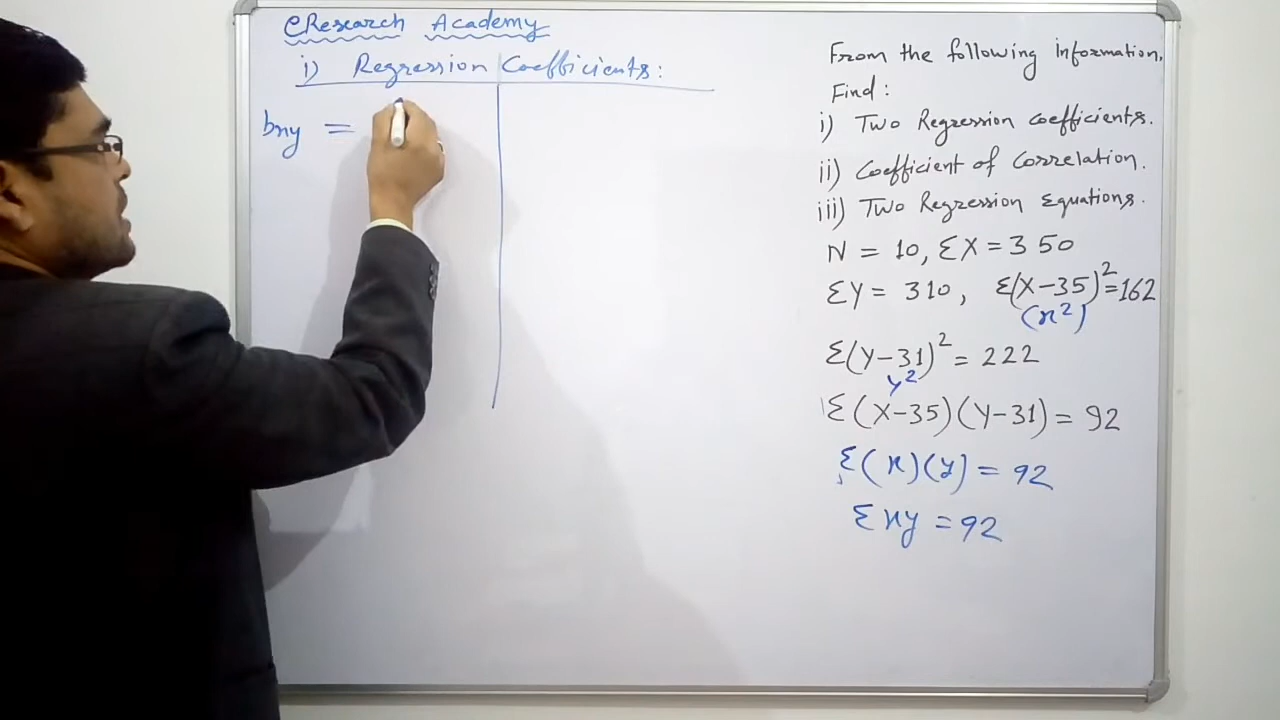 eResearch Academy
i) Regression Coefficients:
bxy =
From the following information,
Find:
i) Two Regression coefficients.
ii) Coefficient of Correlation.
iii) Two Regression Equations.
N = 10, ΣX = 350
ΣY = 310, Σ(X-35)²=162
(x²)
Σ(Y-31)² = 222
y²
Σ(X-35)(Y-31) = 92
Σ(x)(y) = 92
Σxy = 92